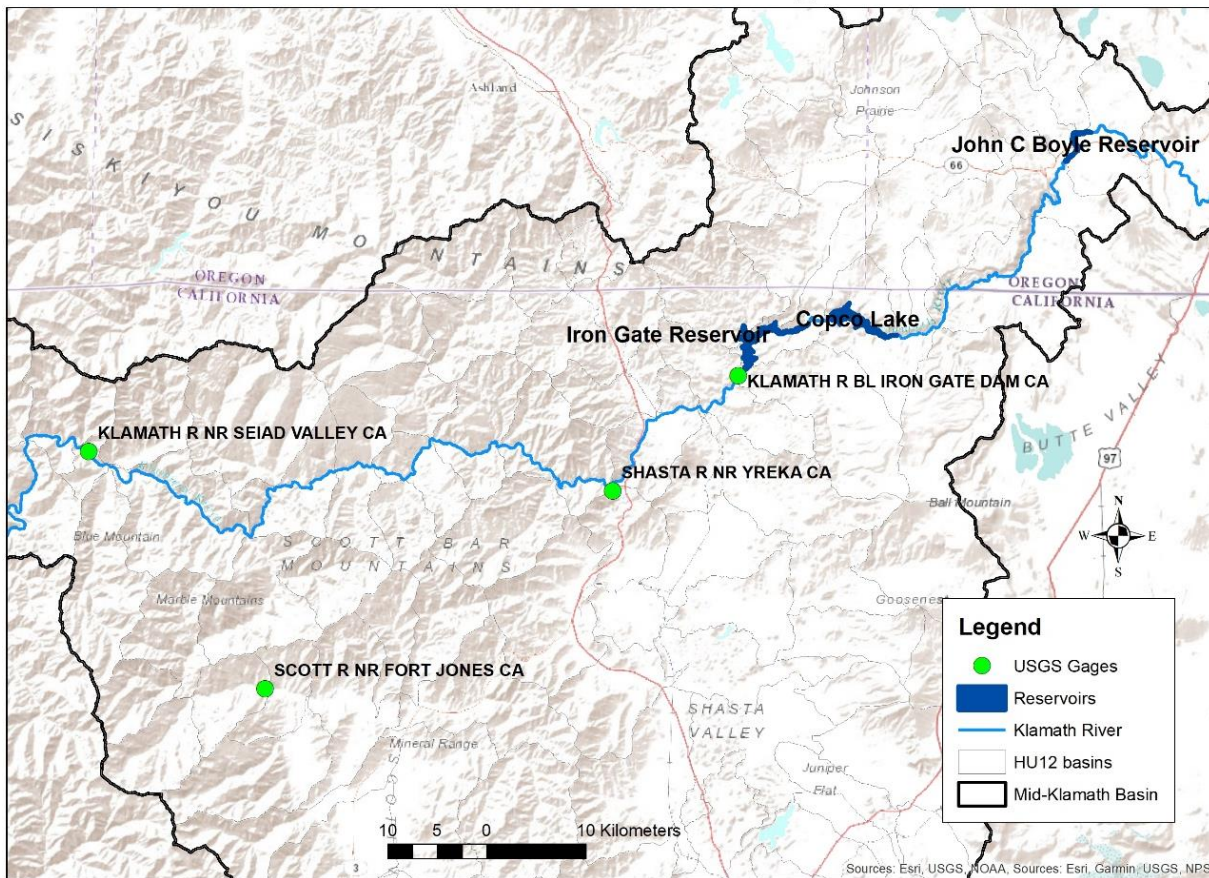 Ashland
Johnson
Prairie
John C Boyle Reservoir
66
SISKIYOU MOUNTAINS
OREGON
CALIFORNIA
OREGON
CALIFORNIA
Iron Gate Reservoir
Copco Lake
KLAMATH R BL IRON GATE DAM CA
BUTTE VALLEY
KLAMATH R NR SEIAD VALLEY CA
97
SHASTA R NR YREKA CA
Ball Mountain
N
W
E
S
Blue Mountain
SCOTT BAR
MOUNTAINS
Marble Mountains
Goosenest
SCOTT R NR FORT JONES CA
SHASTA
VALLEY
Mineral Range
Juniper
Flat
Legend
USGS Gages
Reservoirs
Klamath River
HU12 basins
Mid-Klamath Basin
10 5 0 10 Kilometers
3
Sources: Esri, USGS, NOAA, Sources: Esri, Garmin, USGS, NPS